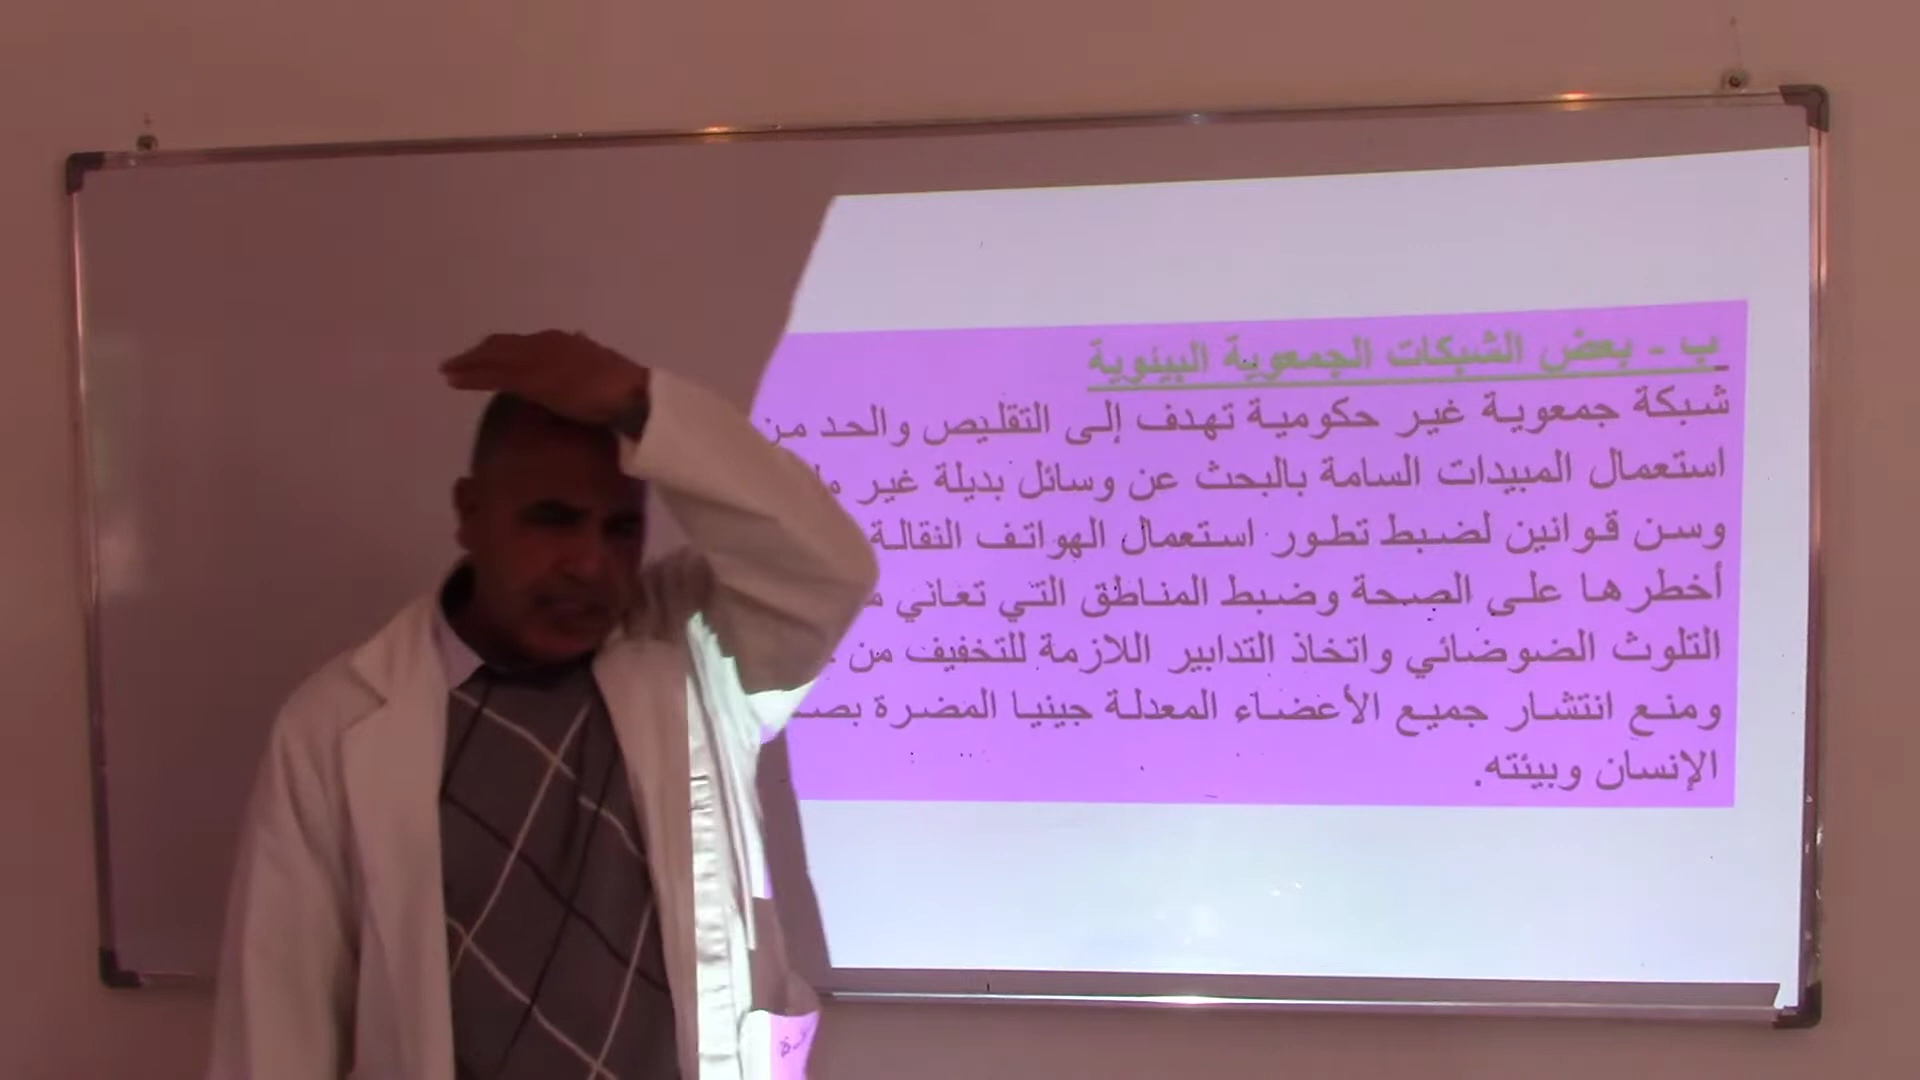 ب - بعض الشبكات الجمعوية البيئوية
شبكة جمعوية غير حكومية تهدف إلى التقليص والحد من
استعمال المبيدات السامة بالبحث عن وسائل بديلة غير
وسن قوانين لضبط تطور استعمال الهواتف النقالة
أخطرها على الصحة وضبط المناطق التي تعاني
التلوث الضوضائي واتخاذ التدابير اللازمة للتخفيف من
ومنع انتشار جميع الأعضاء المعدلة جينيا المضرة
الإنسان وبيئته.